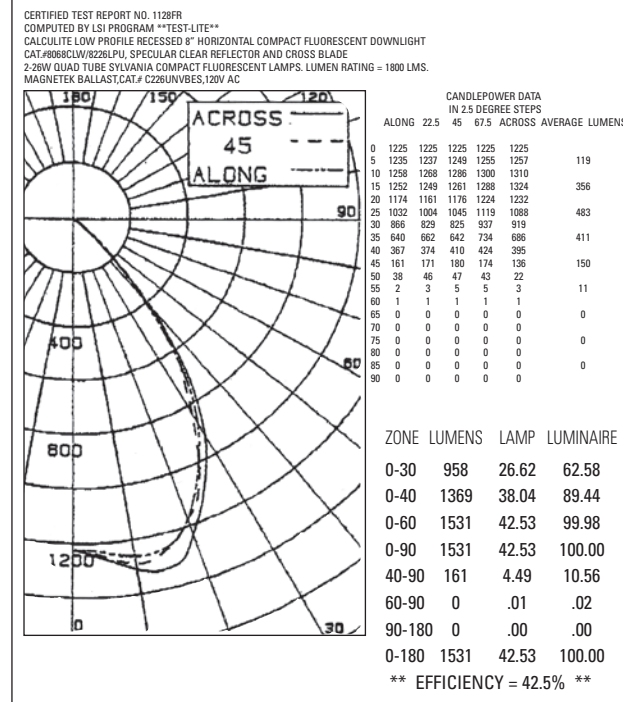 CERTIFIED TEST REPORT NO. 1128FR
COMPUTED BY LSI PROGRAM **TEST-LITE**
CALCULITE LOW PROFILE RECESSED 8" HORIZONTAL COMPACT FLUORESCENT DOWNLIGHT
CAT.#8068CLW/8226LPU, SPECULAR CLEAR REFLECTOR AND CROSS BLADE
2-26W QUAD TUBE SYLVANIA COMPACT FLUORESCENT LAMPS. LUMEN RATING = 1800 LMS.
MAGNETEK BALLAST,CAT.# C226UNVBES,120V AC
180 150 120
ACROSS
45
ALONG
90
60
400
800
1200
0 30
CANDLEPOWER DATA
IN 2.5 DEGREE STEPS
ALONG 22.5 45 67.5 ACROSS AVERAGE LUMENS
0 1225 1225 1225 1225 1225
5 1235 1237 1249 1255 1257 119
10 1258 1268 1286 1300 1310
15 1252 1249 1261 1288 1324 356
20 1174 1161 1176 1224 1232
25 1032 1004 1045 1119 1088 483
30 866 829 825 937 919
35 640 662 642 734 686 411
40 367 374 410 424 395
45 161 171 180 174 136 150
50 38 46 47 43 22
55 2 3 5 5 3 11
60 1 1 1 1 1
65 0 0 0 0 0 0
70 0 0 0 0 0
75 0 0 0 0 0 0
80 0 0 0 0 0
85 0 0 0 0 0 0
90 0 0 0 0 0
ZONE LUMENS LAMP LUMINAIRE
0-30 958 26.62 62.58
0-40 1369 38.04 89.44
0-60 1531 42.53 99.98
0-90 1531 42.53 100.00
40-90 161 4.49 10.56
60-90 0 .01 .02
90-180 0 .00 .00
0-180 1531 42.53 100.00
** EFFICIENCY = 42.5% **